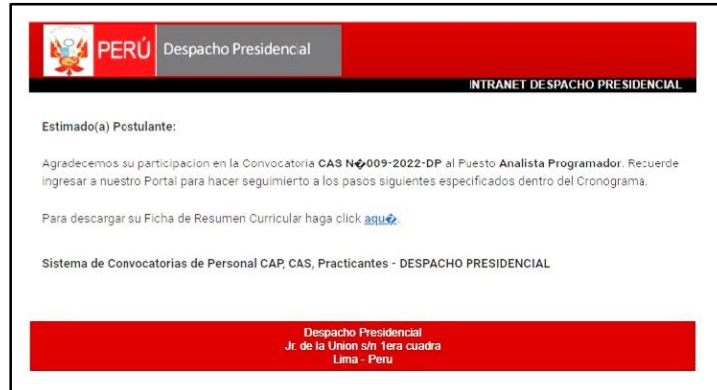 PERÚ Despacho Presidencial
INTRANET DESPACHO PRESIDENCIAL
Estimado(a) Postulante:
Agradecemos su participacion en la Convocatoria CAS N�009-2022-DP al Puesto Analista Programador. Recuerde
ingresar a nuestro Portal para hacer seguimiento a los pasos siguientes especificados dentro del Cronograma.
Para descargar su Ficha de Resumen Curricular haga click aqu�.
Sistema de Convocatorias de Personal CAP, CAS, Practicantes - DESPACHO PRESIDENCIAL
Despacho Presidencial
Jr. de la Union s/n 1era cuadra
Lima - Peru